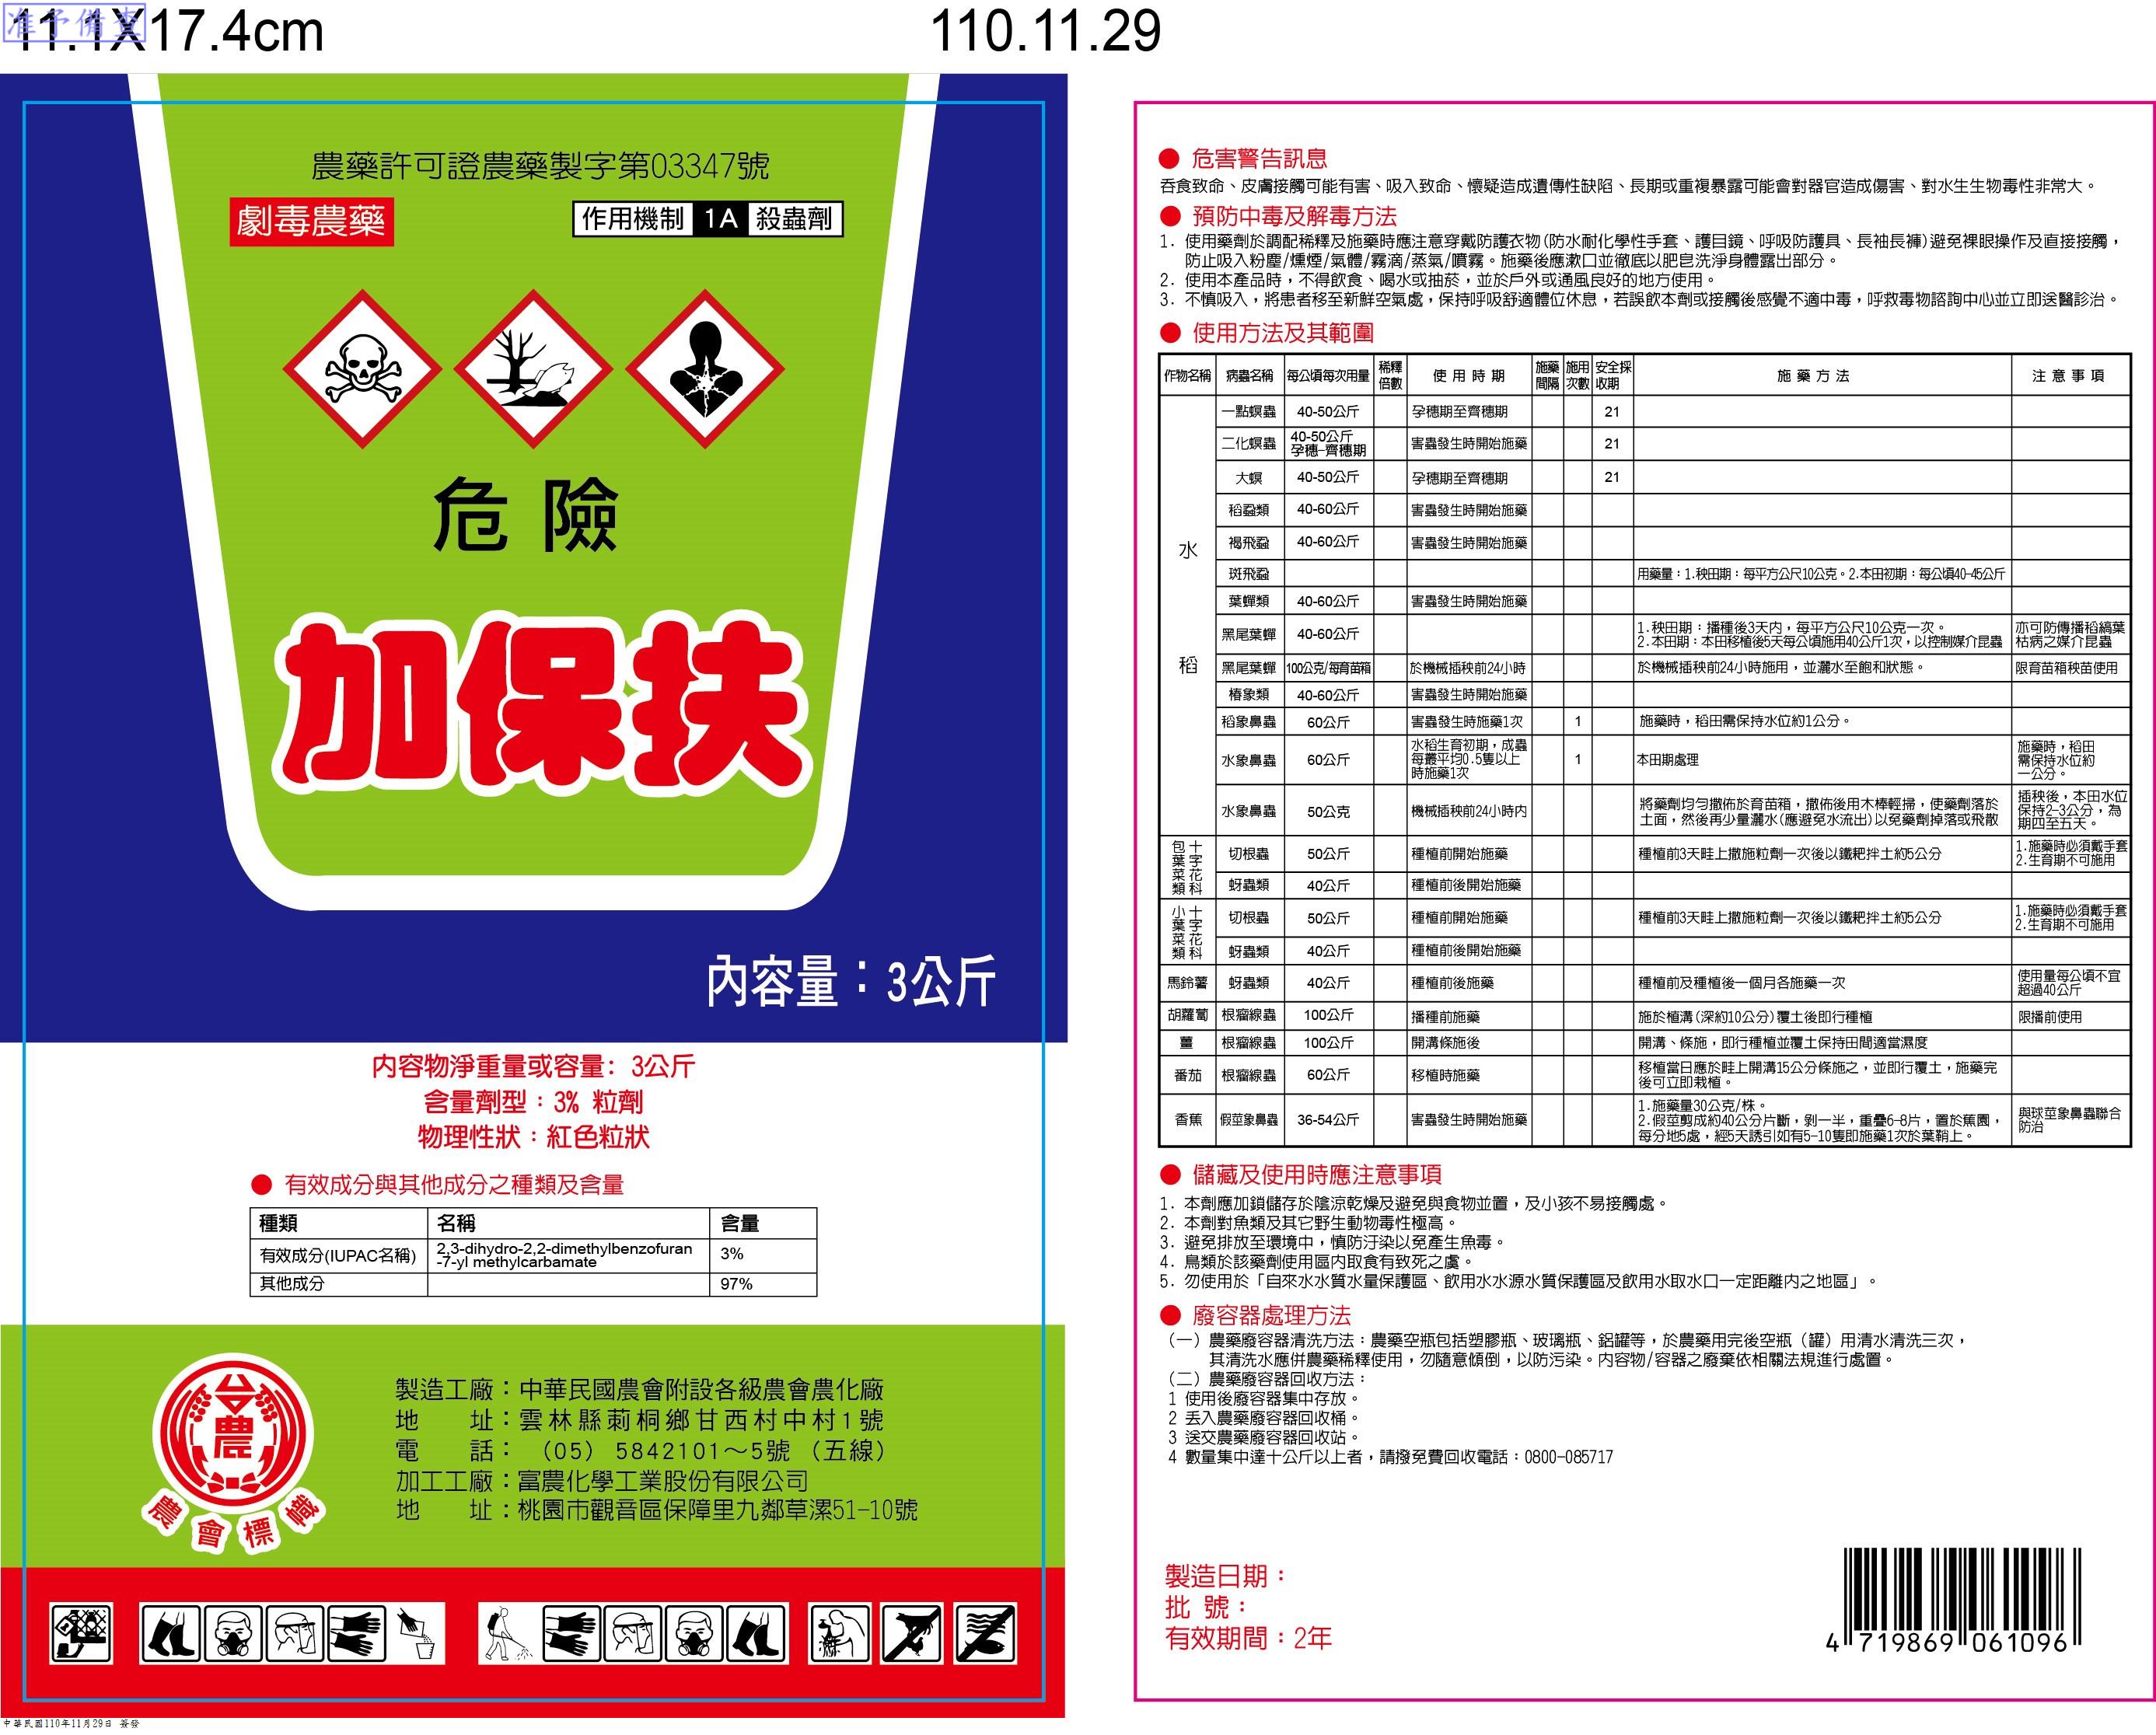 准予備查
11.1X17.4cm
110.11.29
農藥許可證農藥製字第03347號
劇毒農藥
作用機制 1A 殺蟲劑
危險
加保扶
內容量：3公斤
內容物淨重量或容量: 3公斤
含量劑型：3% 粒劑
物理性狀：紅色粒狀
● 有效成分與其他成分之種類及含量
種類 名稱 含量
有效成分(IUPAC名稱) 2,3-dihydro-2,2-dimethylbenzofuran
-7-yl methylcarbamate 3%
其他成分 97%
台農
農會標幟
製造工廠：中華民國農會附設各級農會農化廠
地 址：雲林縣莿桐鄉甘西村中村1號
電 話：（05）5842101～5號（五線）
加工工廠：富農化學工業股份有限公司
地 址：桃園市觀音區保障里九鄰草漯51-10號
中華民國110年11月29日 簽發
● 危害警告訊息
吞食致命、皮膚接觸可能有害、吸入致命、懷疑造成遺傳性缺陷、長期或重複暴露可能會對器官造成傷害、對水生生物毒性非常大。
● 預防中毒及解毒方法
1. 使用藥劑於調配稀釋及施藥時應注意穿戴防護衣物(防水耐化學性手套、護目鏡、呼吸防護具、長袖長褲)避免裸眼操作及直接接觸，
防止吸入粉塵/燻煙/氣體/霧滴/蒸氣/噴霧。施藥後應漱口並徹底以肥皂洗淨身體露出部分。
2. 使用本產品時，不得飲食、喝水或抽菸，並於戶外或通風良好的地方使用。
3. 不慎吸入，將患者移至新鮮空氣處，保持呼吸舒適體位休息，若誤飲本劑或接觸後感覺不適中毒，呼救毒物諮詢中心並立即送醫診治。
● 使用方法及其範圍
作物名稱 病蟲名稱 每公頃每次用量 稀釋倍數 使用時期 施藥間隔 施用次數 安全採收期 施藥方法 注意事項
水稻
一點螟蟲 40-50公斤 孕穗期至齊穗期 21
二化螟蟲 40-50公斤 孕穗-齊穗期 害蟲發生時開始施藥 21
大螟 40-50公斤 孕穗期至齊穗期 21
稻蝨類 40-60公斤 害蟲發生時開始施藥
褐飛蝨 40-60公斤 害蟲發生時開始施藥
斑飛蝨 用藥量：1.秧田期：每平方公尺10公克。2.本田初期：每公頃40-45公斤
葉蟬類 40-60公斤 害蟲發生時開始施藥
黑尾葉蟬 40-60公斤 1.秧田期：播種後3天內，每平方公尺10公克一次。
2.本田期：本田移植後5天每公頃施用40公斤1次，以控制媒介昆蟲 亦可防傳播稻縞葉枯病之媒介昆蟲
黑尾葉蟬 100公克/每育苗箱 於機械插秧前24小時 於機械插秧前24小時施用，並灑水至飽和狀態。 限育苗箱秧苗使用
椿象類 40-60公斤 害蟲發生時開始施藥
稻象鼻蟲 60公斤 害蟲發生時施藥1次 1 施藥時，稻田需保持水位約1公分。
水象鼻蟲 60公斤 水稻生育初期，成蟲每叢平均0.5隻以上時施藥1次 1 本田期處理 施藥時，稻田需保持水位約一公分。
水象鼻蟲 50公克 機械插秧前24小時內 將藥劑均勻撒佈於育苗箱，撒佈後用木棒輕掃，使藥劑落於
土面，然後再少量灑水(應避免水流出)以免藥劑掉落或飛散 插秧後，本田水位保持2-3公分，為期四至五天。
十字花科包葉菜類 切根蟲 50公斤 種植前開始施藥 種植前3天畦上撒施粒劑一次後以鐵耙拌土約5公分 1.施藥時必須戴手套 2.生育期不可施用
蚜蟲類 40公斤 種植前後開始施藥
十字花科小葉菜類 切根蟲 50公斤 種植前開始施藥 種植前3天畦上撒施粒劑一次後以鐵耙拌土約5公分 1.施藥時必須戴手套 2.生育期不可施用
蚜蟲類 40公斤 種植前後開始施藥
馬鈴薯 蚜蟲類 40公斤 種植前後施藥 種植前及種植後一個月各施藥一次 使用量每公頃不宜超過40公斤
胡蘿蔔 根瘤線蟲 100公斤 播種前施藥 施於植溝(深約10公分)覆土後即行種植 限播前使用
薑 根瘤線蟲 100公斤 開溝條施後 開溝、條施，即行種植並覆土保持田間適當濕度
番茄 根瘤線蟲 60公斤 移植時施藥 移植當日應於畦上開溝15公分條施之，並即行覆土，施藥完
後可立即栽植。
香蕉 假莖象鼻蟲 36-54公斤 害蟲發生時開始施藥 1.施藥量30公克/株。
2.假莖剪成約40公分片斷，剝一半，重疊6-8片，置於蕉園，
每分地5處，經5天誘引如有5-10隻即施藥1次於葉鞘上。 與球莖象鼻蟲聯合防治
● 儲藏及使用時應注意事項
1. 本劑應加鎖儲存於陰涼乾燥及避免與食物並置，及小孩不易接觸處。
2. 本劑對魚類及其它野生動物毒性極高。
3. 避免排放至環境中，慎防汙染以免產生魚毒。
4. 鳥類於該藥劑使用區內取食有致死之虞。
5. 勿使用於「自來水水質水量保護區、飲用水水源水質保護區及飲用水取水口一定距離內之地區」。
● 廢容器處理方法
（一）農藥廢容器清洗方法：農藥空瓶包括塑膠瓶、玻璃瓶、鋁罐等，於農藥用完後空瓶（罐）用清水清洗三次，
其清洗水應併農藥稀釋使用，勿隨意傾倒，以防污染。內容物/容器之廢棄依相關法規進行處置。
（二）農藥廢容器回收方法：
1 使用後廢容器集中存放。
2 丟入農藥廢容器回收桶。
3 送交農藥廢容器回收站。
4 數量集中達十公斤以上者，請撥免費回收電話：0800-085717
製造日期：
批 號：
有效期間：2年
4 719869 061096